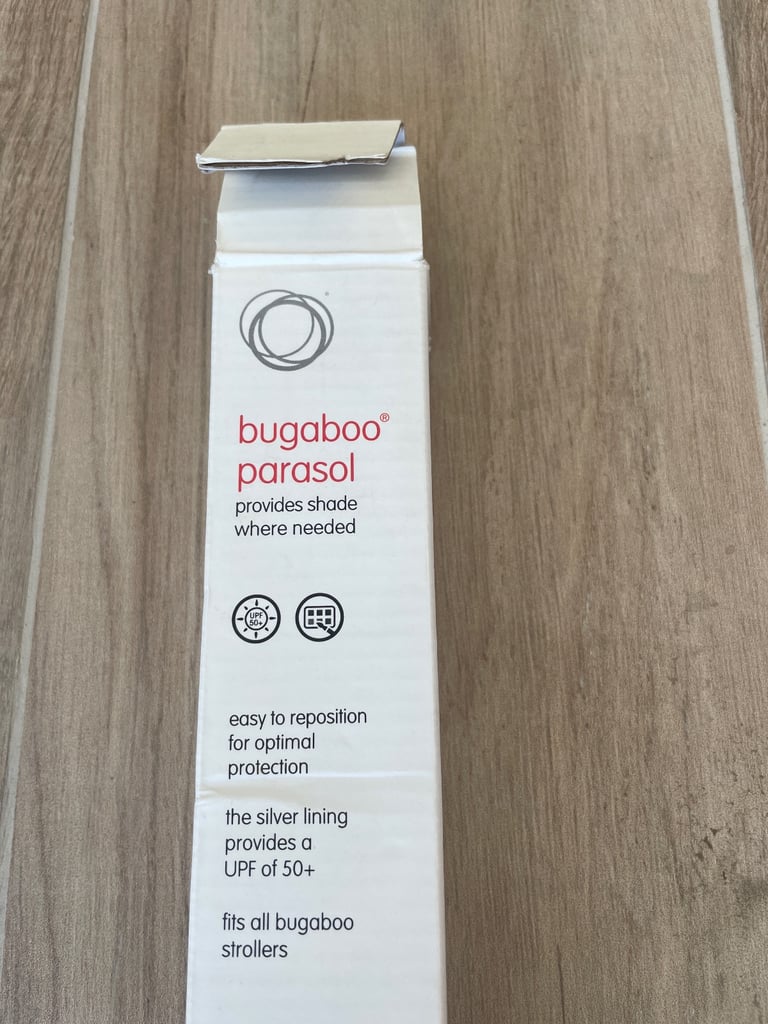 bugaboo®
parasol
provides shade
where needed
UPF
50+
easy to reposition
for optimal
protection
the silver lining
provides a
UPF of 50+
fits all bugaboo
strollers